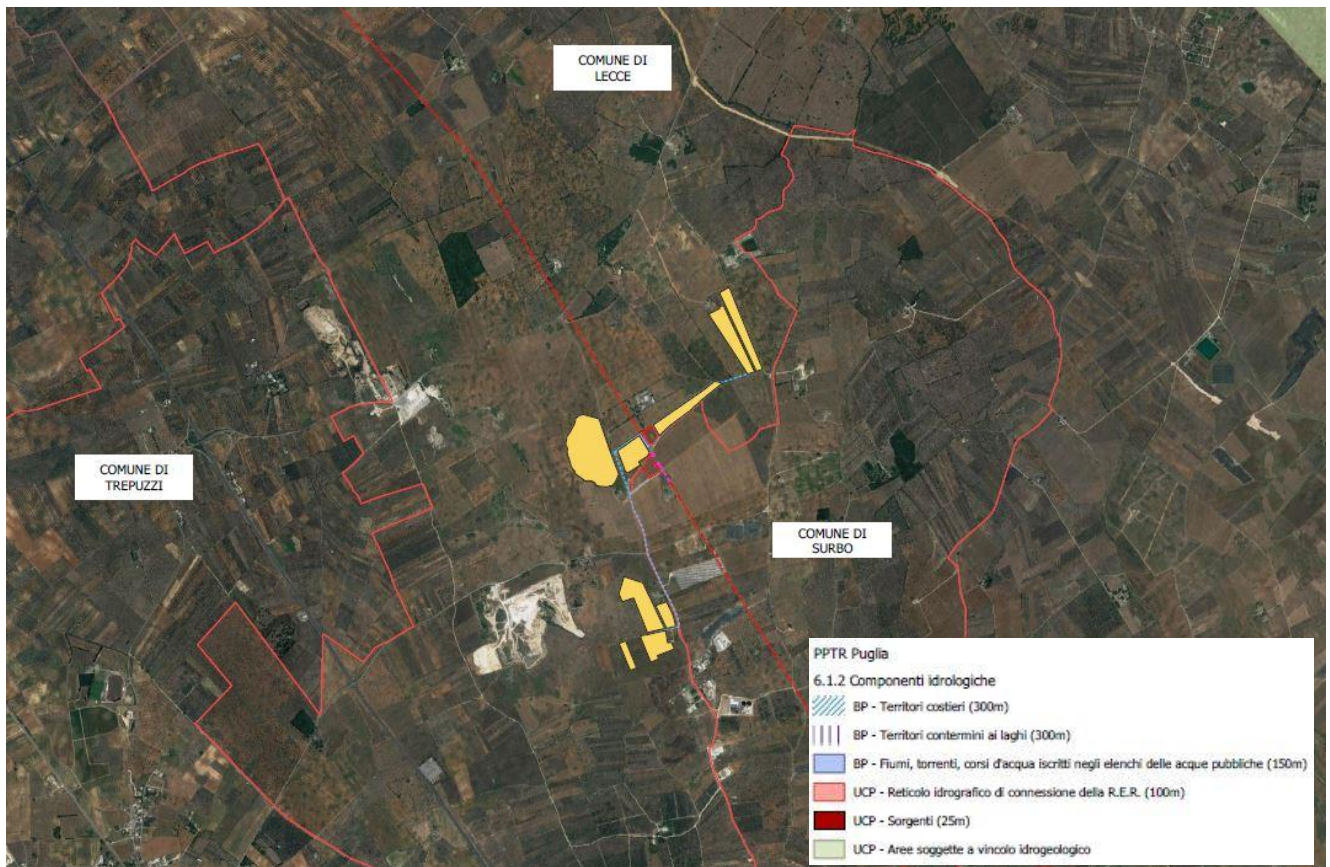 COMUNE DI
LECCE
COMUNE DI
TREPUZZI
COMUNE DI
SURBO
PPTR Puglia
6.1.2 Componenti idrologiche
BP - Territori costieri (300m)
BP - Territori contermini ai laghi (300m)
BP - Fiumi, torrenti, corsi d'acqua iscritti negli elenchi delle acque pubbliche (150m)
UCP - Reticolo idrografico di connessione della R.E.R. (100m)
UCP - Sorgenti (25m)
UCP - Aree soggette a vincolo idrogeologico